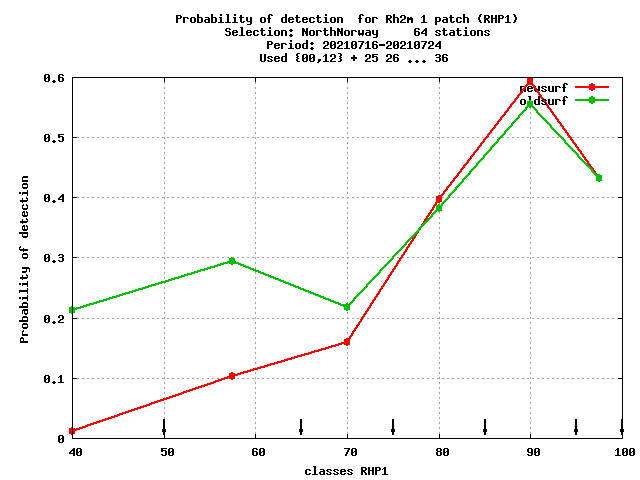 Probability of detection  for Rh2m 1 patch (RHP1)
Selection: NorthNorway     64 stations
Period: 20210716-20210724
Used {00,12} + 25 26 ... 36
newsurf
oldsurf
0.6
0.5
0.4
0.3
0.2
0.1
0
Probability of detection
40 50 60 70 80 90 100
classes RHP1